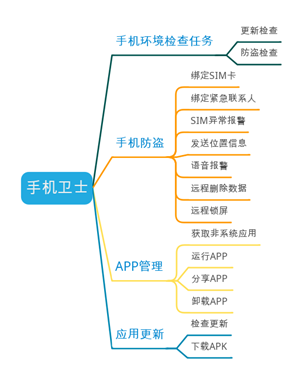 手机环境检查任务
更新检查
防盗检查
手机卫士
手机防盗
绑定SIM卡
绑定紧急联系人
SIM异常报警
发送位置信息
语音报警
远程删除数据
远程锁屏
APP管理
获取非系统应用
运行APP
分享APP
卸载APP
应用更新
检查更新
下载APK